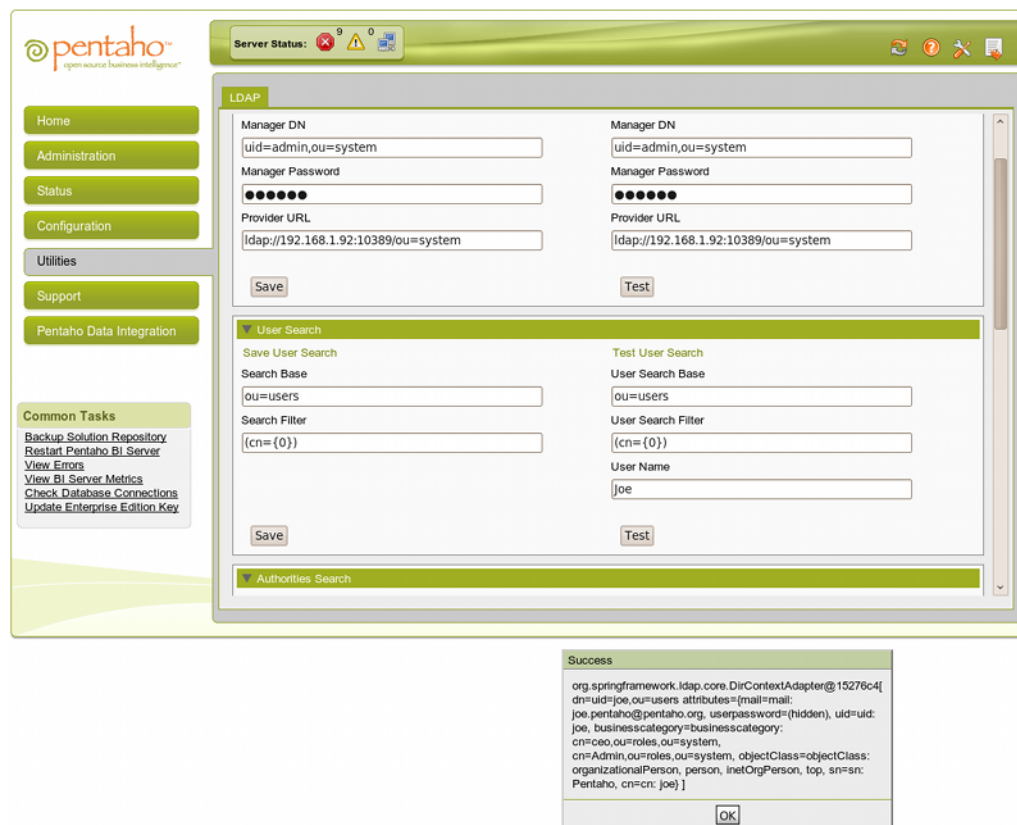 pentaho™
open source business intelligence™
Server Status: 9 0
Home
Administration
Status
Configuration
Utilities
Support
Pentaho Data Integration
Common Tasks
Backup Solution Repository
Restart Pentaho BI Server
View Errors
View BI Server Metrics
Check Database Connections
Update Enterprise Edition Key
LDAP
Manager DN
uid=admin,ou=system
Manager Password
●●●●●●
Provider URL
ldap://192.168.1.92:10389/ou=system
Save
Manager DN
uid=admin,ou=system
Manager Password
●●●●●●
Provider URL
ldap://192.168.1.92:10389/ou=system
Test
User Search
Save User Search
Search Base
ou=users
Search Filter
(cn={0})
Save
Test User Search
User Search Base
ou=users
User Search Filter
(cn={0})
User Name
Joe
Test
Authorities Search
Success
org.springframework.ldap.core.DirContextAdapter@15276c4[
dn=uid=joe,ou=users attributes={mail=mail:
joe.pentaho@pentaho.org, userpassword=(hidden), uid=uid:
joe, businesscategory=businesscategory:
cn=ceo,ou=roles,ou=system,
cn=Admin,ou=roles,ou=system, objectClass=objectClass:
organizationalPerson, person, inetOrgPerson, top, sn=sn:
Pentaho, cn=cn: joe} ]
OK